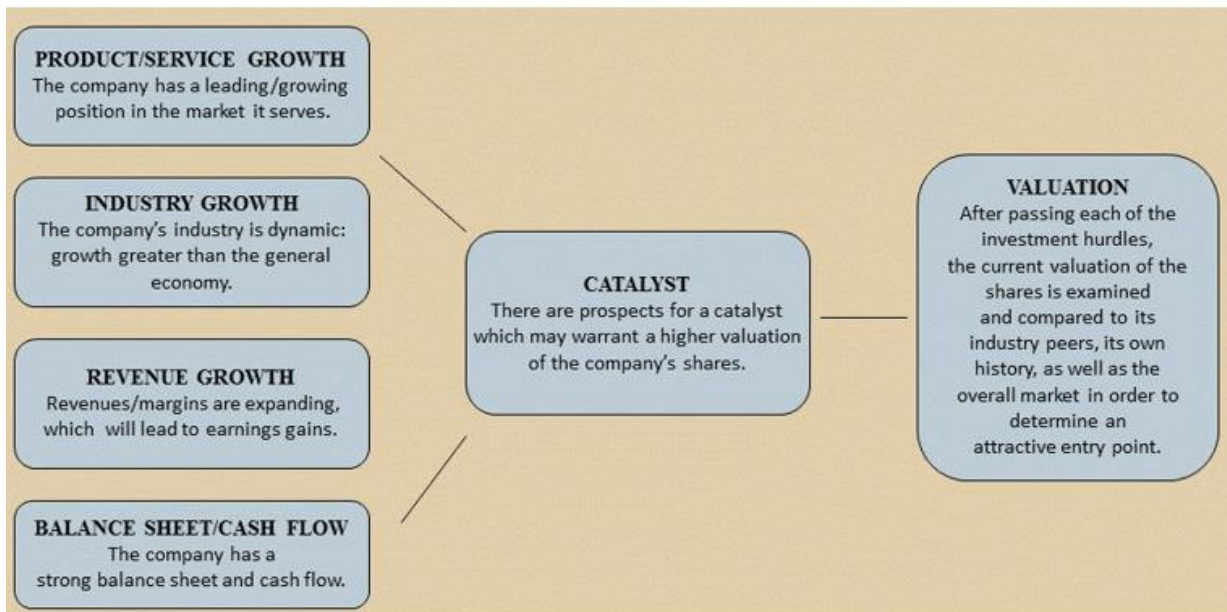 PRODUCT/SERVICE GROWTH
The company has a leading/growing
position in the market it serves.
INDUSTRY GROWTH
The company's industry is dynamic:
growth greater than the general
economy.
REVENUE GROWTH
Revenues/margins are expanding,
which will lead to earnings gains.
BALANCE SHEET/CASH FLOW
The company has a
strong balance sheet and cash flow.
CATALYST
There are prospects for a catalyst
which may warrant a higher valuation
of the company's shares.
VALUATION
After passing each of the
investment hurdles,
the current valuation of the
shares is examined
and compared to its
industry peers, its own
history, as well as the
overall market in order to
determine an
attractive entry point.